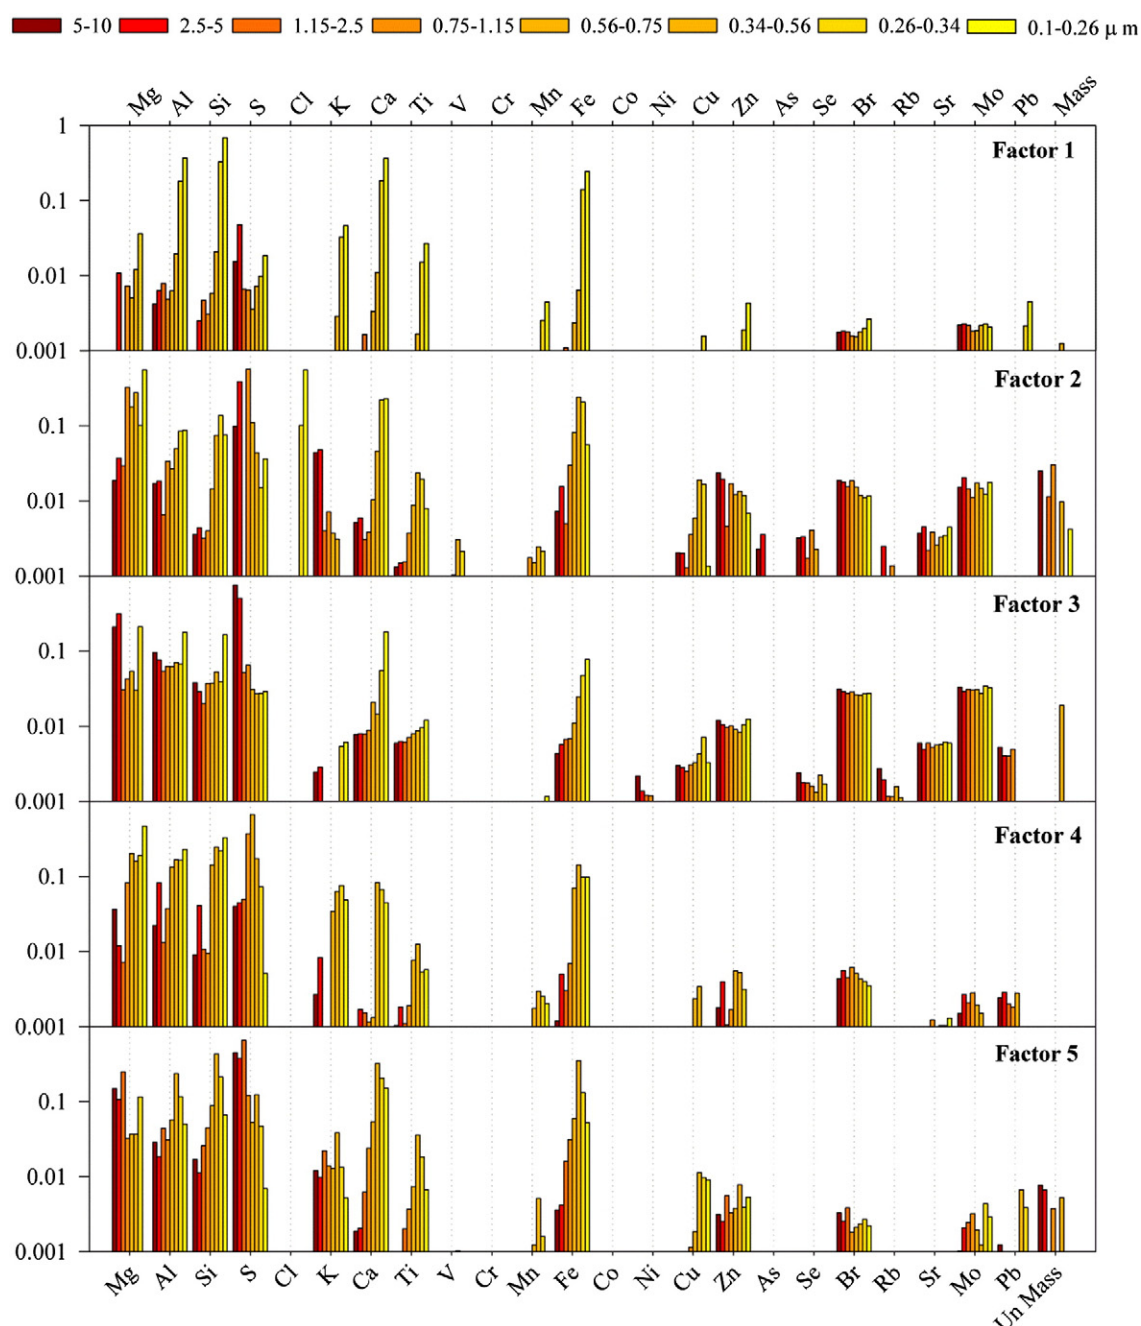 5-10 2.5-5 1.15-2.5 0.75-1.15 0.56-0.75 0.34-0.56 0.26-0.34 0.1-0.26 μ m
Mg Al Si S Cl K Ca Ti V Cr Mn Fe Co Ni Cu Zn As Se Br Rb Sr Mo Pb Mass
1
Factor 1
0.1
0.01
0.001
Factor 2
0.1
0.01
0.001
Factor 3
0.1
0.01
0.001
Factor 4
0.1
0.01
0.001
Factor 5
0.1
0.01
0.001
Mg Al Si S Cl K Ca Ti V Cr Mn Fe Co Ni Cu Zn As Se Br Rb Sr Mo Pb Un Mass